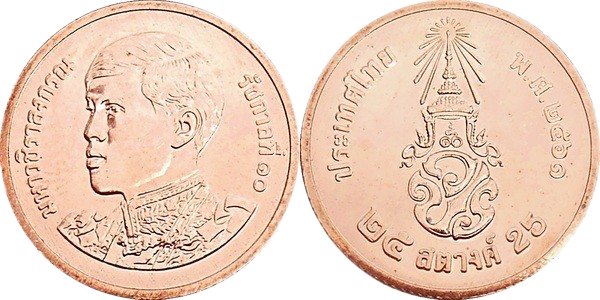 มหาวชิราลงกรณ
รัชกาลที่ ๑๐
ประเทศไทย
พ.ศ.๒๕๖๑
๒๕ สตางค์ 25